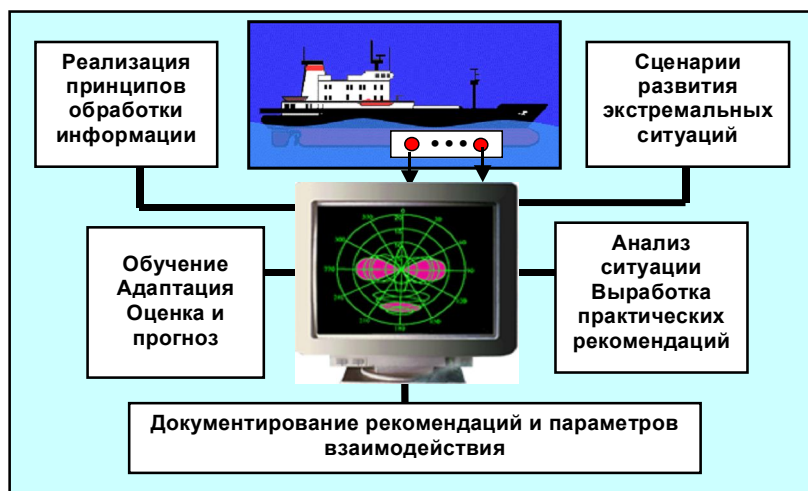 Реализация
принципов
обработки
информации
Сценарии
развития
экстремальных
ситуаций
Обучение
Адаптация
Оценка и
прогноз
Анализ
ситуации
Выработка
практических
рекомендаций
Документирование рекомендаций и параметров
взаимодействия